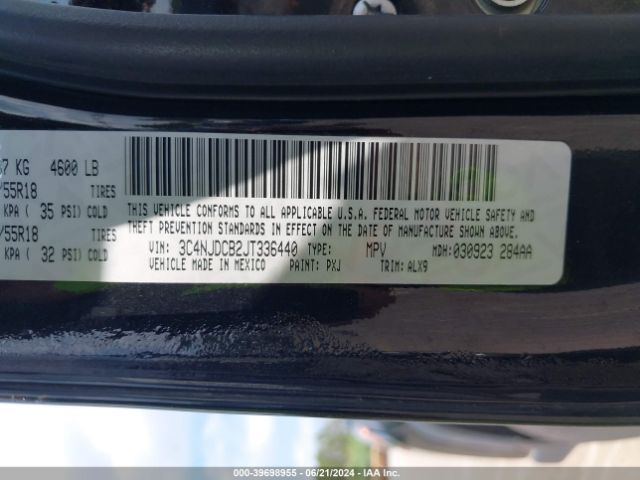 7 KG 4600 LB
/55R18 TIRES
KPA ( 35 PSI) COLD
/55R18 TIRES
KPA ( 32 PSI) COLD
THIS VEHICLE CONFORMS TO ALL APPLICABLE U.S.A. FEDERAL MOTOR VEHICLE SAFETY
AND THEFT PREVENTION STANDARDS IN EFFECT ON THE DATE OF MANUFACTURE SHOWN ABOVE.
VIN: 3C4NJDCB2JT336440 TYPE: MPV MDH: 030923 284AA
VEHICLE MADE IN MEXICO PAINT: PXJ TRIM: ALX9
000-39698955 - 06/21/2024 - IAA Inc.